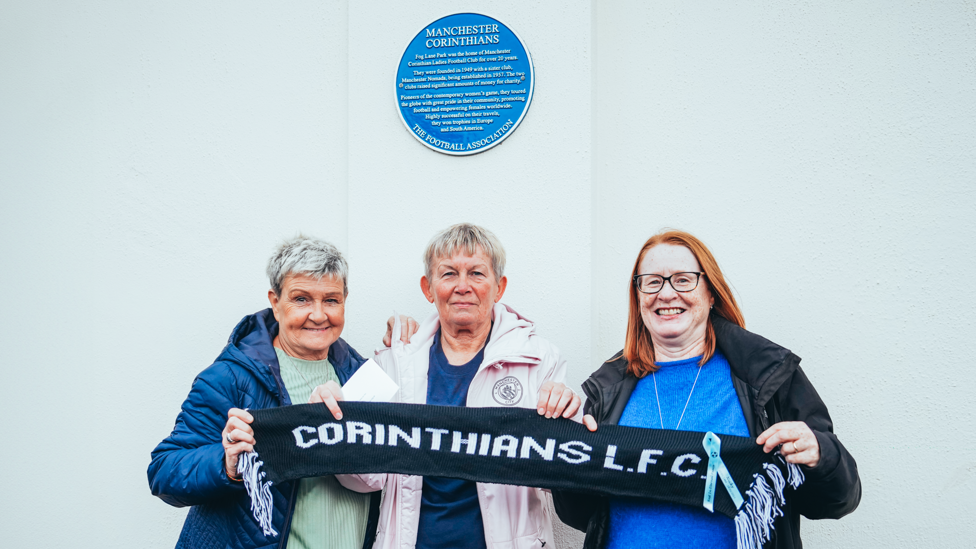 MANCHESTER
CORINTHIANS
Fog Lane Park was the home of Manchester
Corinthian Ladies Football Club for over 20 years.
They were founded in 1949 with a sister club,
Manchester Nomads, being established in 1957. The two
clubs raised significant amounts of money for charity.
Pioneers of the contemporary women's game, they toured
the globe with great pride in their community, promoting
football and empowering females worldwide.
Highly successful on their travels,
they won trophies in Europe
and South America.
THE FOOTBALL ASSOCIATION
MANCHESTER
CITY
CORINTHIANS L.F.C.